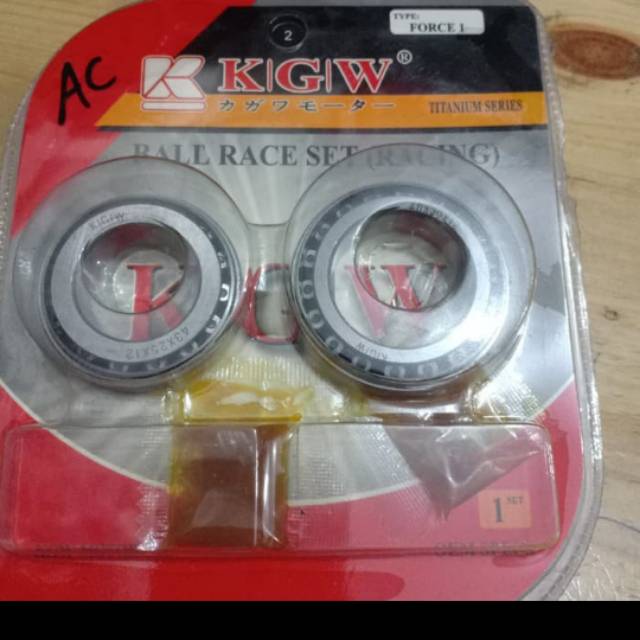 TYPE:
FORCE 1
2
AC
K|G|W®
カガワモーター
TITANIUM SERIES
BALL RACE SET (RACING)
K|G|W
43X25X12
K|G|W
K G W
1 SET